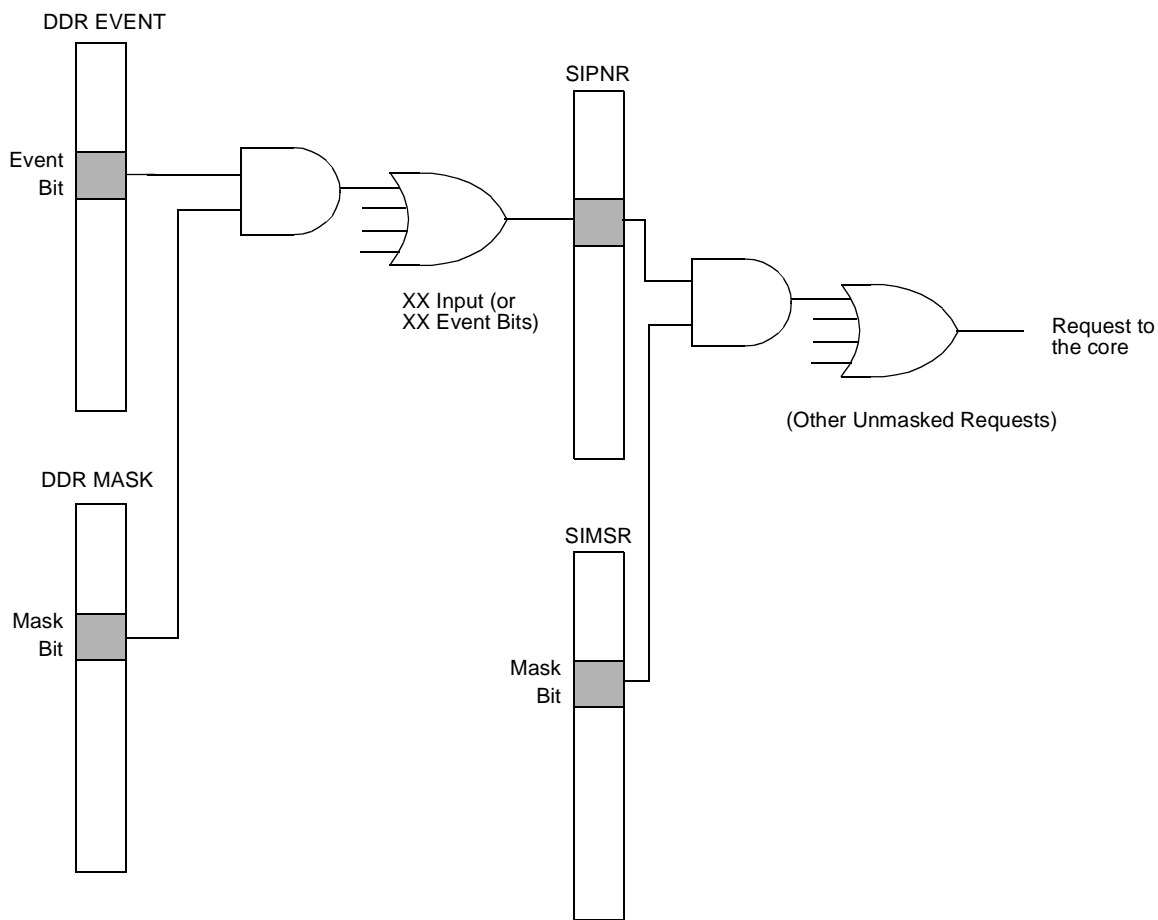 DDR EVENT
Event
Bit
SIPNR
XX Input (or
XX Event Bits)
Request to
the core
(Other Unmasked Requests)
DDR MASK
Mask
Bit
SIMSR
Mask
Bit